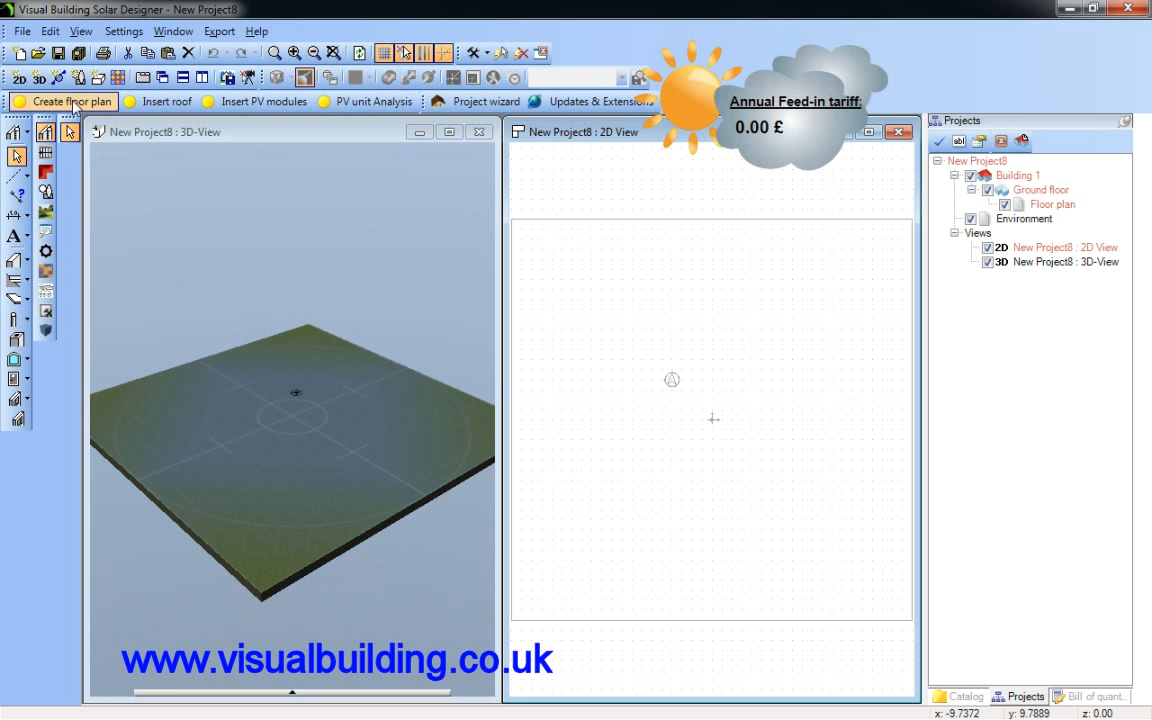 Visual Building Solar Designer - New Project8
File Edit View Settings Window Export Help
2D 3D
Create floor plan Insert roof Insert PV modules PV unit Analysis Project wizard Updates & Extensions
Annual Feed-in tariff:
0.00 £
New Project8 : 3D-View
New Project8 : 2D View
Projects
abl
New Project8
Building 1
Ground floor
Floor plan
Environment
Views
2D New Project8 : 2D View
3D New Project8 : 3D-View
A
www.visualbuilding.co.uk
Catalog Projects Bill of quant...
x: -9.7372 y: 9.7889 z: 0.00